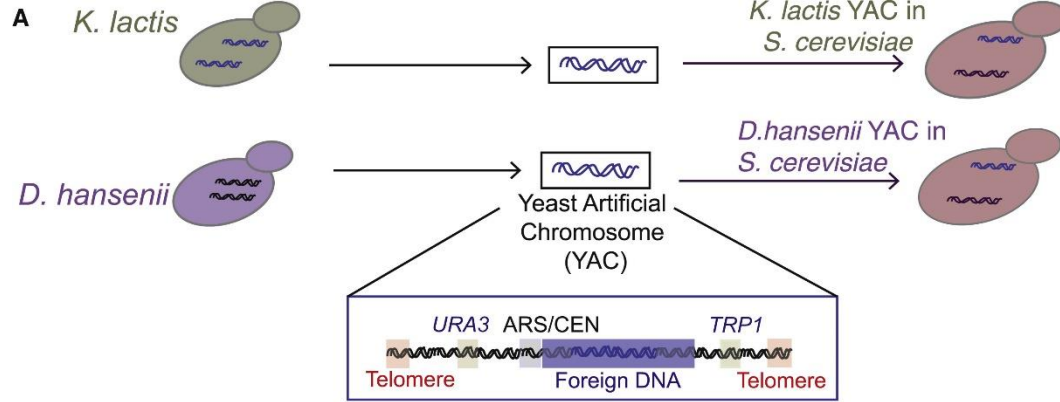 A
K. lactis
K. lactis YAC in
S. cerevisiae
D. hansenii
D.hansenii YAC in
S. cerevisiae
Yeast Artificial
Chromosome
(YAC)
URA3 ARS/CEN TRP1
Telomere Foreign DNA Telomere